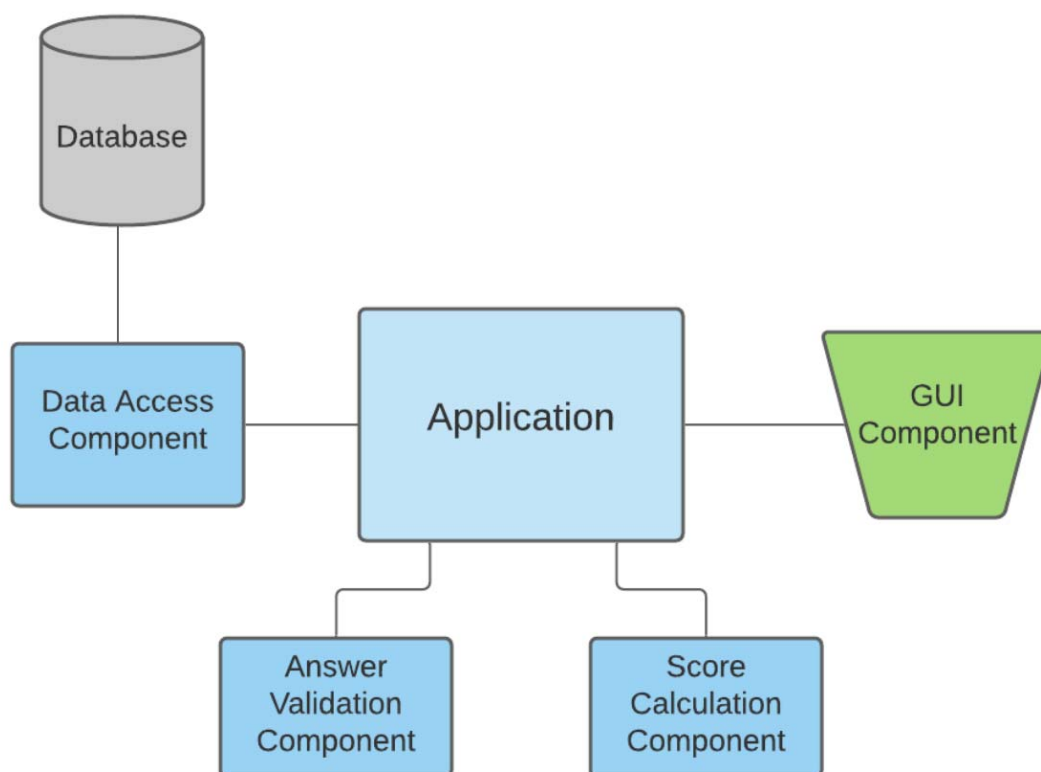 Database
Data Access
Component
Application
GUI
Component
Answer
Validation
Component
Score
Calculation
Component